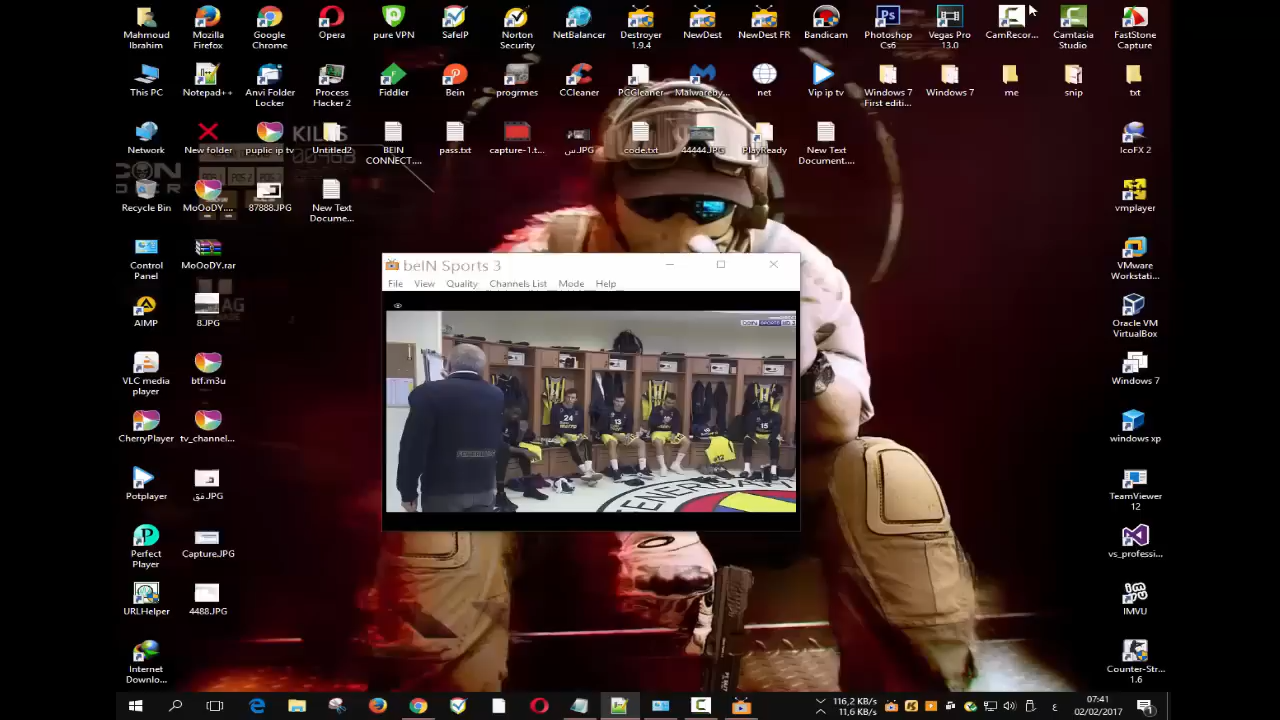 Mahmoud Ibrahim
Mozilla Firefox
Google Chrome
Opera
pure VPN
SafeIP
Norton Security
NetBalancer
Destroyer 1.9.4
NewDest
NewDest FR
Bandicam
Photoshop Cs6
Vegas Pro 13.0
CamRecor...
Camtasia Studio
FastStone Capture
This PC
Notepad++
Anvi Folder Locker
Process Hacker 2
Fiddler
Bein
progrmes
CCleaner
PCGleaner
Malwareby...
net
Vip ip tv
Windows 7 First editi...
Windows 7
me
snip
txt
Network
New folder
puplic ip tv
Untitled2
BEIN CONNECT....
pass.txt
capture-1.t...
س.JPG
code.txt
44444.JPG
PlayReady
New Text Document...
IcoFX 2
Recycle Bin
MoOoDY....
87888.JPG
New Text Docume...
vmplayer
Control Panel
MoOoDY.rar
beIN Sports 3
File View Quality Channels List Mode Help
VMware Workstati...
AIMP
8.JPG
Oracle VM VirtualBox
VLC media player
btf.m3u
Windows 7
CherryPlayer
tv_channel...
24
13
15
windows xp
Potplayer
فق.JPG
TeamViewer 12
Perfect Player
Capture.JPG
vs_professi...
URLHelper
4488.JPG
IMVU
Internet Downlo...
Counter-Str... 1.6
116,2 KB/s
11,6 KB/s
ع
07:41
02/02/2017